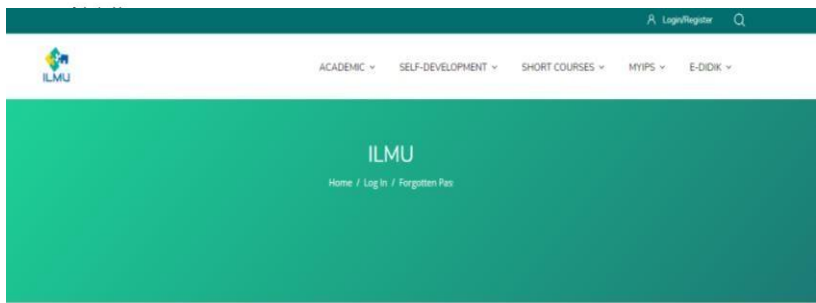 Login/Register
ILMU
ACADEMIC SELF-DEVELOPMENT SHORT COURSES MYIPS E-DIDIK
ILMU
Home / Log In / Forgotten Pas